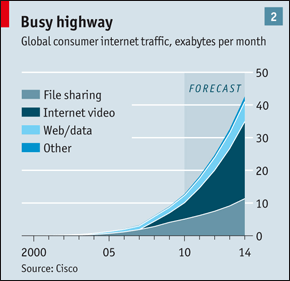 Busy highway
2
Global consumer internet traffic, exabytes per month
FORECAST
File sharing
Internet video
Web/data
Other
50
40
30
20
10
0
2000 05 10 14
Source: Cisco